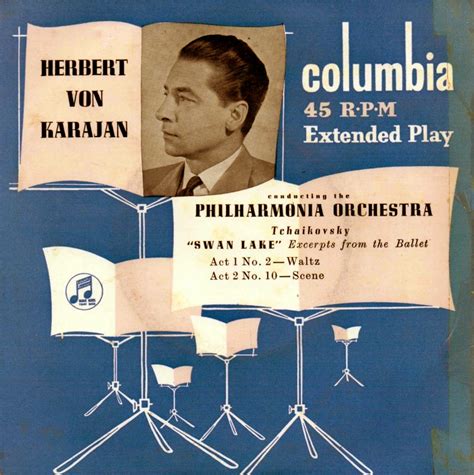 HERBERT
VON
KARAJAN
columbia
45 R·P·M
Extended Play
conducting the
PHILHARMONIA ORCHESTRA
Tchaikovsky
"SWAN LAKE" Excerpts from the Ballet
Act 1 No. 2—Waltz
Act 2 No. 10—Scene